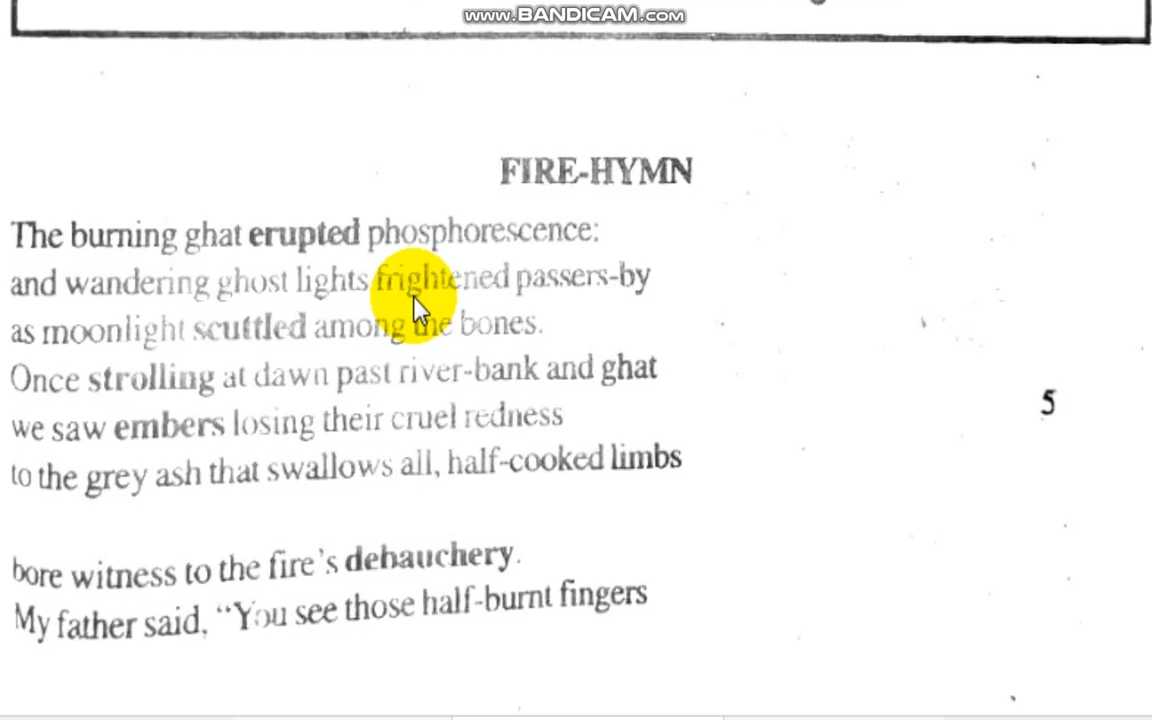 www.BANDICAM.com
FIRE-HYMN
The burning ghat erupted phosphorescence:
and wandering ghost lights frightened passers-by
as moonlight scuttled among the bones.
Once strolling at dawn past river-bank and ghat
we saw embers losing their cruel redness
5
to the grey ash that swallows all, half-cooked limbs
bore witness to the fire's debauchery.
My father said, “You see those half-burnt fingers